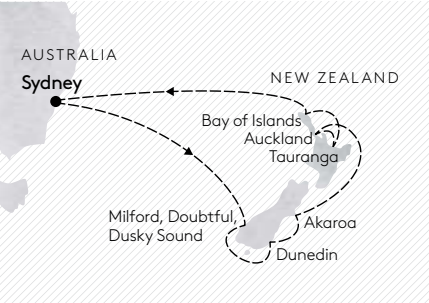 AUSTRALIA
Sydney
NEW ZEALAND
Bay of Islands
Auckland
Tauranga
Milford, Doubtful,
Dusky Sound
Akaroa
Dunedin